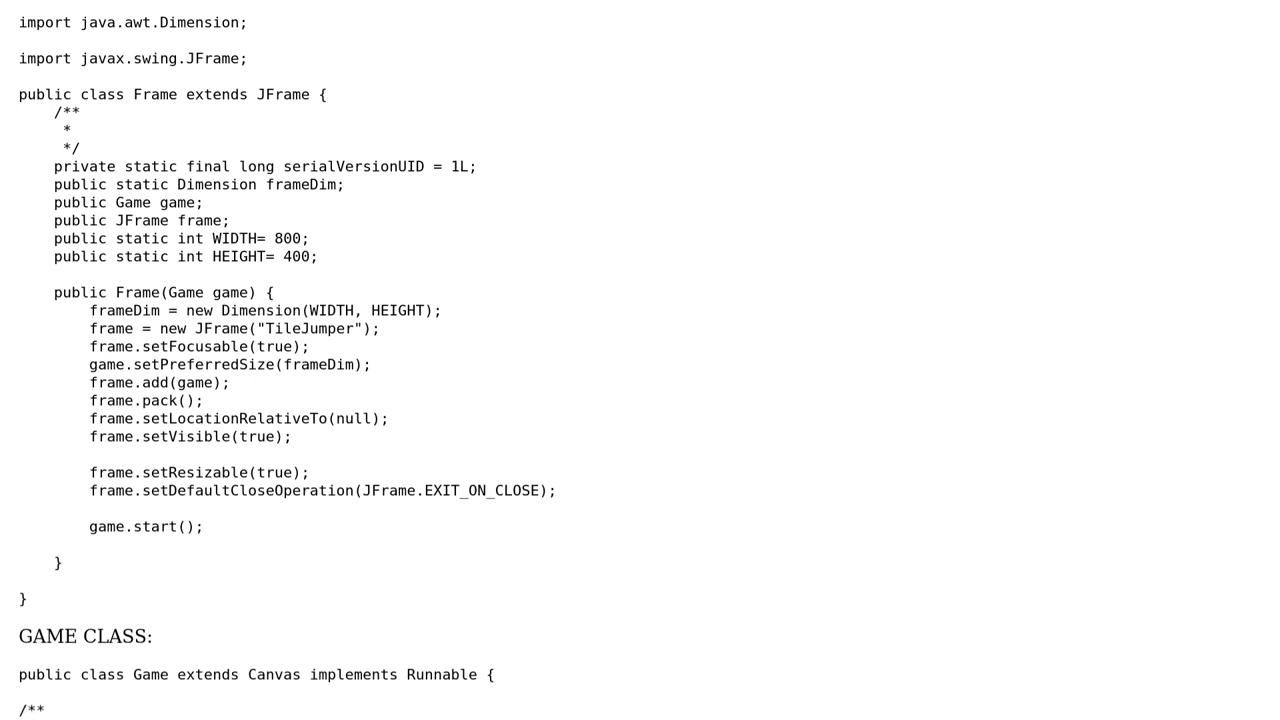 import java.awt.Dimension;

import javax.swing.JFrame;

public class Frame extends JFrame {
    /**
     *
     */
    private static final long serialVersionUID = 1L;
    public static Dimension frameDim;
    public Game game;
    public JFrame frame;
    public static int WIDTH= 800;
    public static int HEIGHT= 400;

    public Frame(Game game) {
        frameDim = new Dimension(WIDTH, HEIGHT);
        frame = new JFrame("TileJumper");
        frame.setFocusable(true);
        game.setPreferredSize(frameDim);
        frame.add(game);
        frame.pack();
        frame.setLocationRelativeTo(null);
        frame.setVisible(true);

        frame.setResizable(true);
        frame.setDefaultCloseOperation(JFrame.EXIT_ON_CLOSE);

        game.start();

    }

}

GAME CLASS:

public class Game extends Canvas implements Runnable {

/**